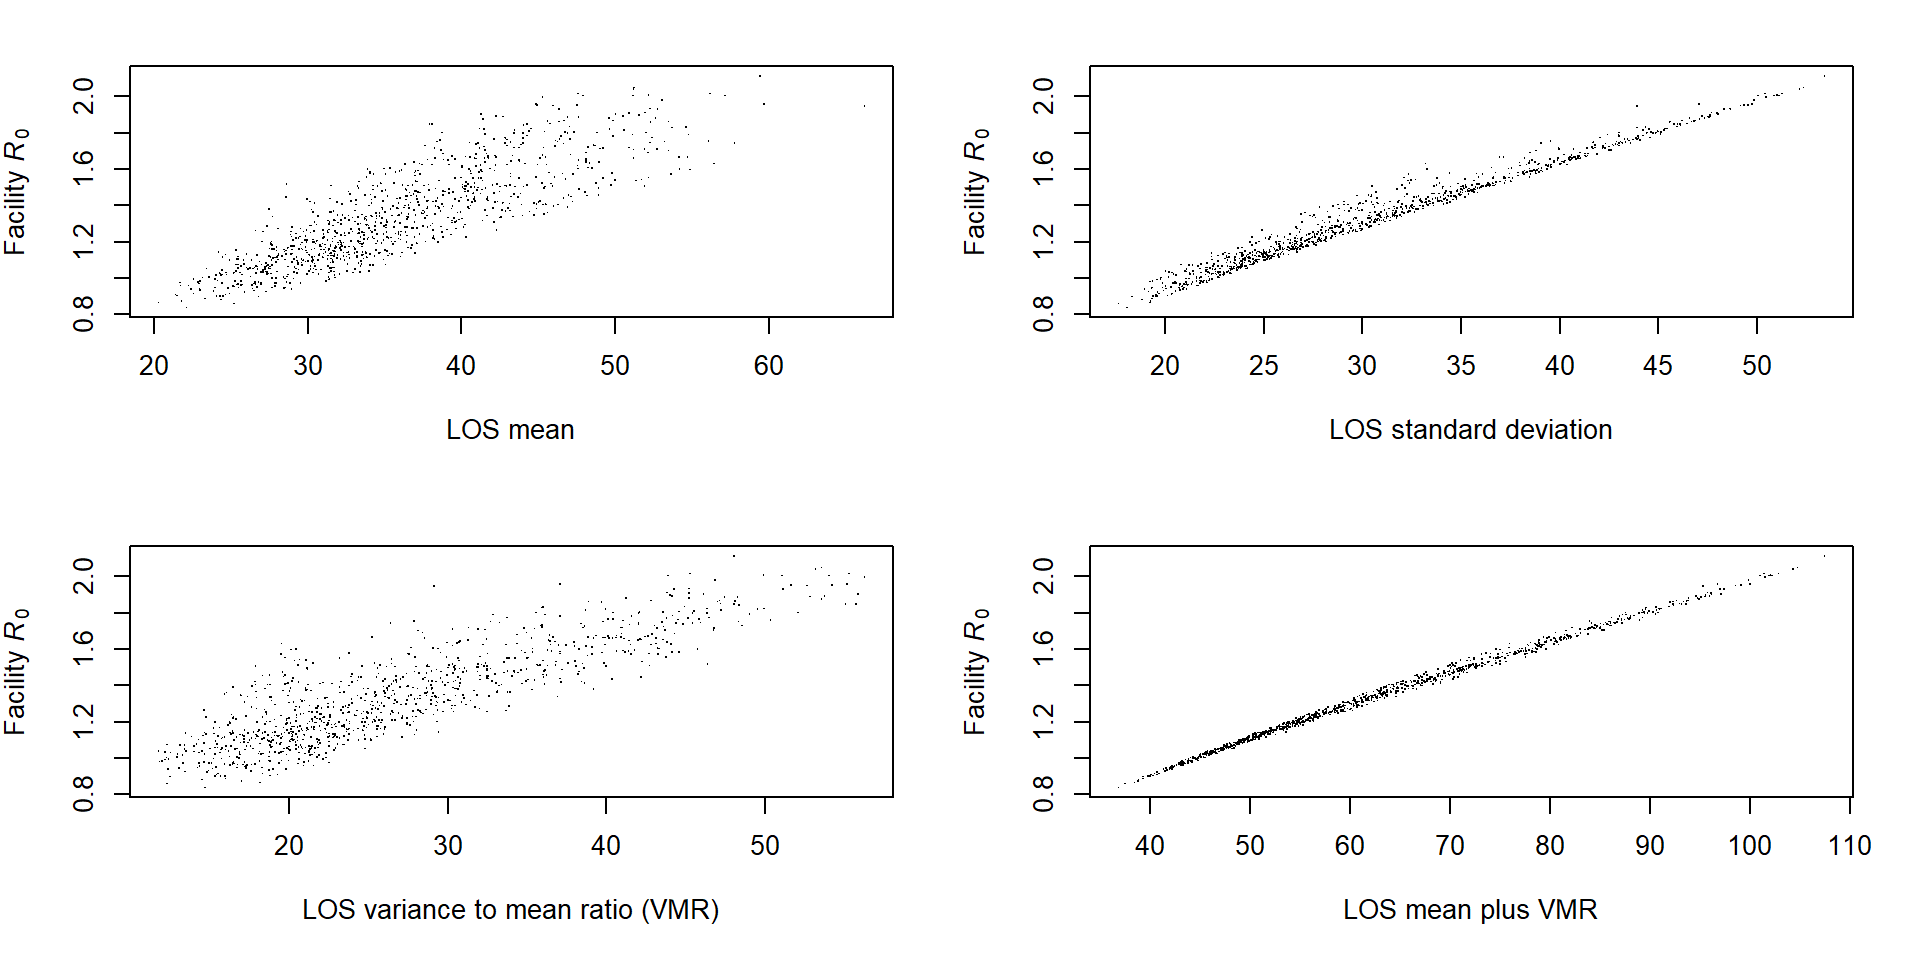 Facility R0
2.0
1.6
1.2
0.8
20 30 40 50 60
LOS mean
Facility R0
2.0
1.6
1.2
0.8
20 25 30 35 40 45 50
LOS standard deviation
Facility R0
2.0
1.6
1.2
0.8
20 30 40 50
LOS variance to mean ratio (VMR)
Facility R0
2.0
1.6
1.2
0.8
40 50 60 70 80 90 100 110
LOS mean plus VMR